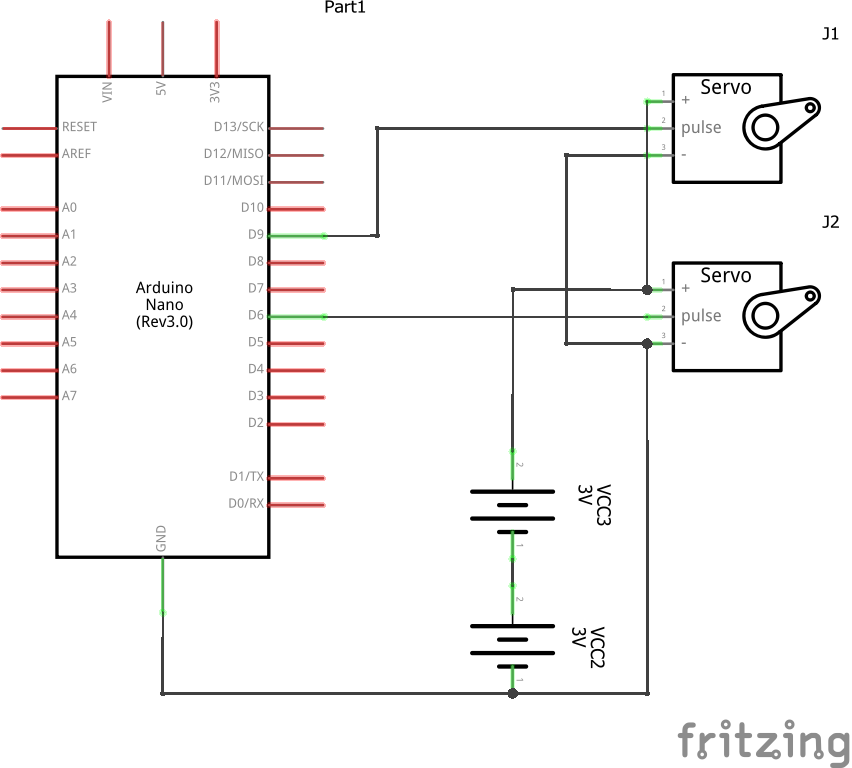 Part1
J1
VIN
5V
3V3
Servo
1
+
RESET
D13/SCK
2
pulse
AREF
D12/MISO
3
-
D11/MOSI
A0
D10
J2
A1
D9
A2
D8
Servo
A3
Arduino
Nano
(Rev3.0)
D7
1
+
A4
D6
2
pulse
A5
D5
3
-
A6
D4
A7
D3
D2
2
D1/TX
VCC3
3V
D0/RX
GND
1
2
VCC2
3V
1
fritzing